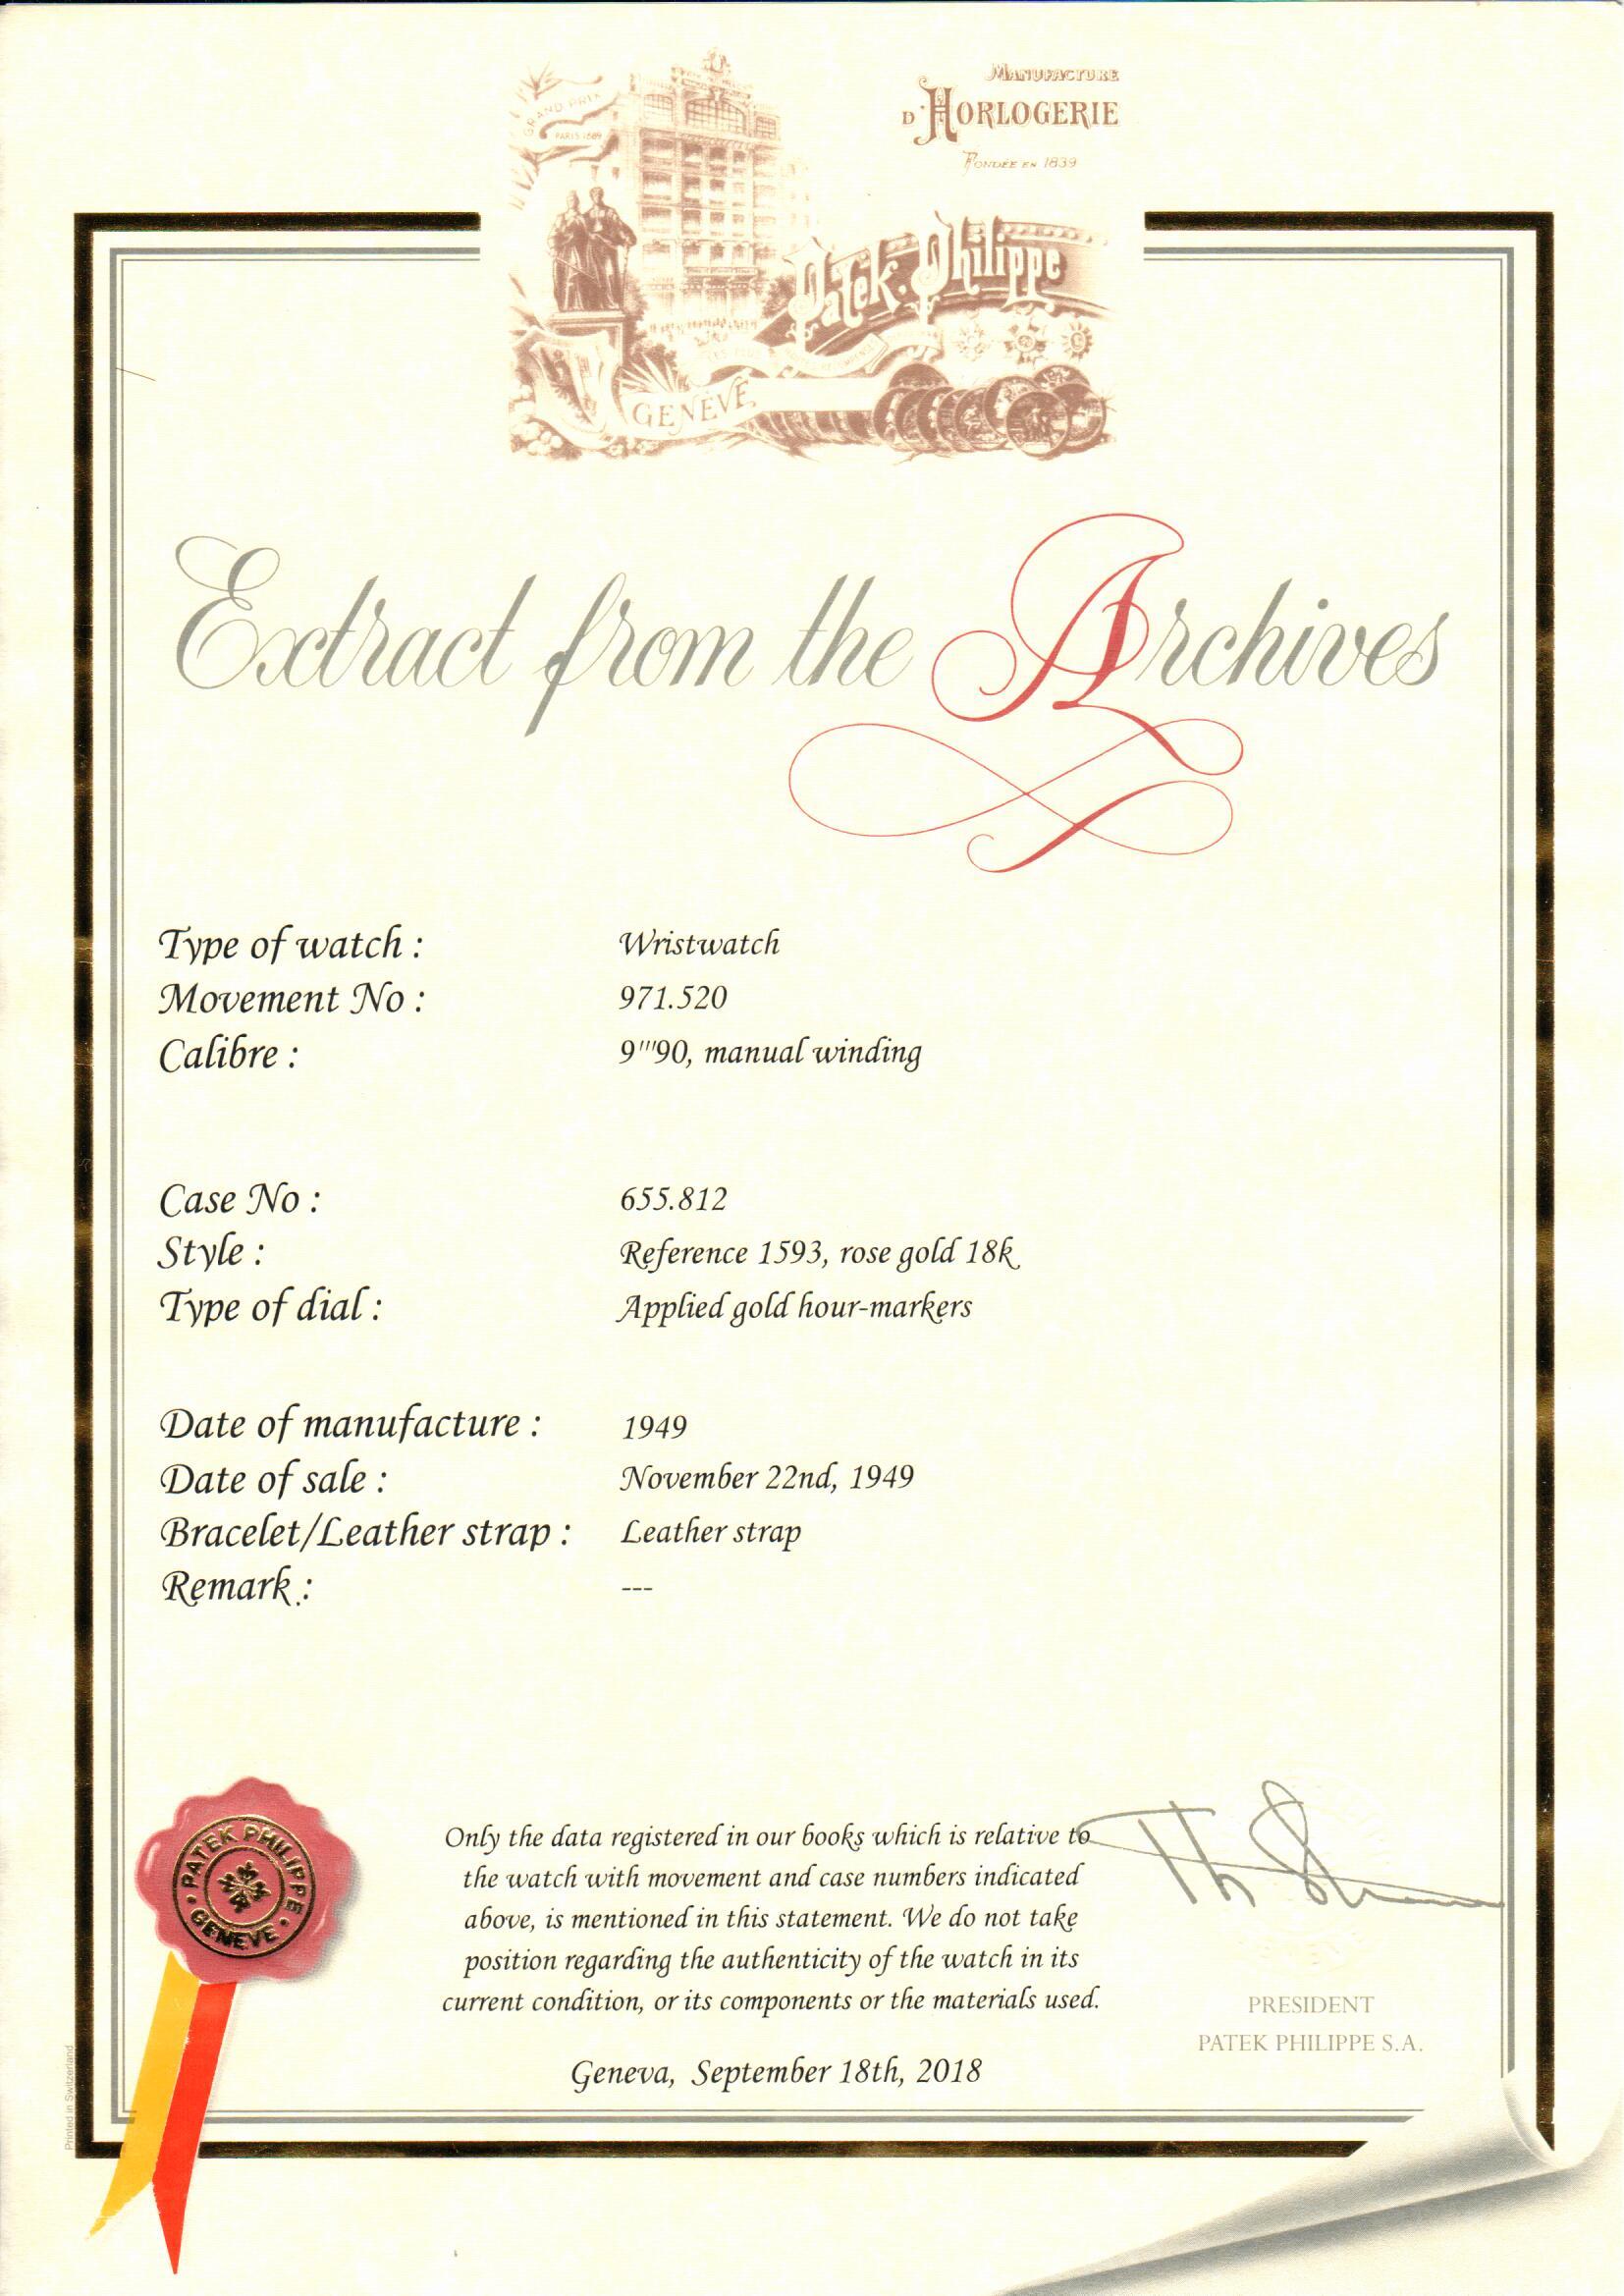 GRAND PRIX
PARIS 1889
MANUFACTURE
D'HORLOGERIE
FONDÉE EN 1839
Patek·Philippe
GENÈVE
Extract from the Archives
Type of watch : Wristwatch
Movement No : 971.520
Calibre : 9'''90, manual winding
Case No : 655.812
Style : Reference 1593, rose gold 18k
Type of dial : Applied gold hour-markers
Date of manufacture : 1949
Date of sale : November 22nd, 1949
Bracelet/Leather strap : Leather strap
Remark : ---
PATEK PHILIPPE
GENEVE
Only the data registered in our books which is relative to
the watch with movement and case numbers indicated
above, is mentioned in this statement. We do not take
position regarding the authenticity of the watch in its
current condition, or its components or the materials used.
PRESIDENT
PATEK PHILIPPE S.A.
Geneva, September 18th, 2018
Printed in Switzerland